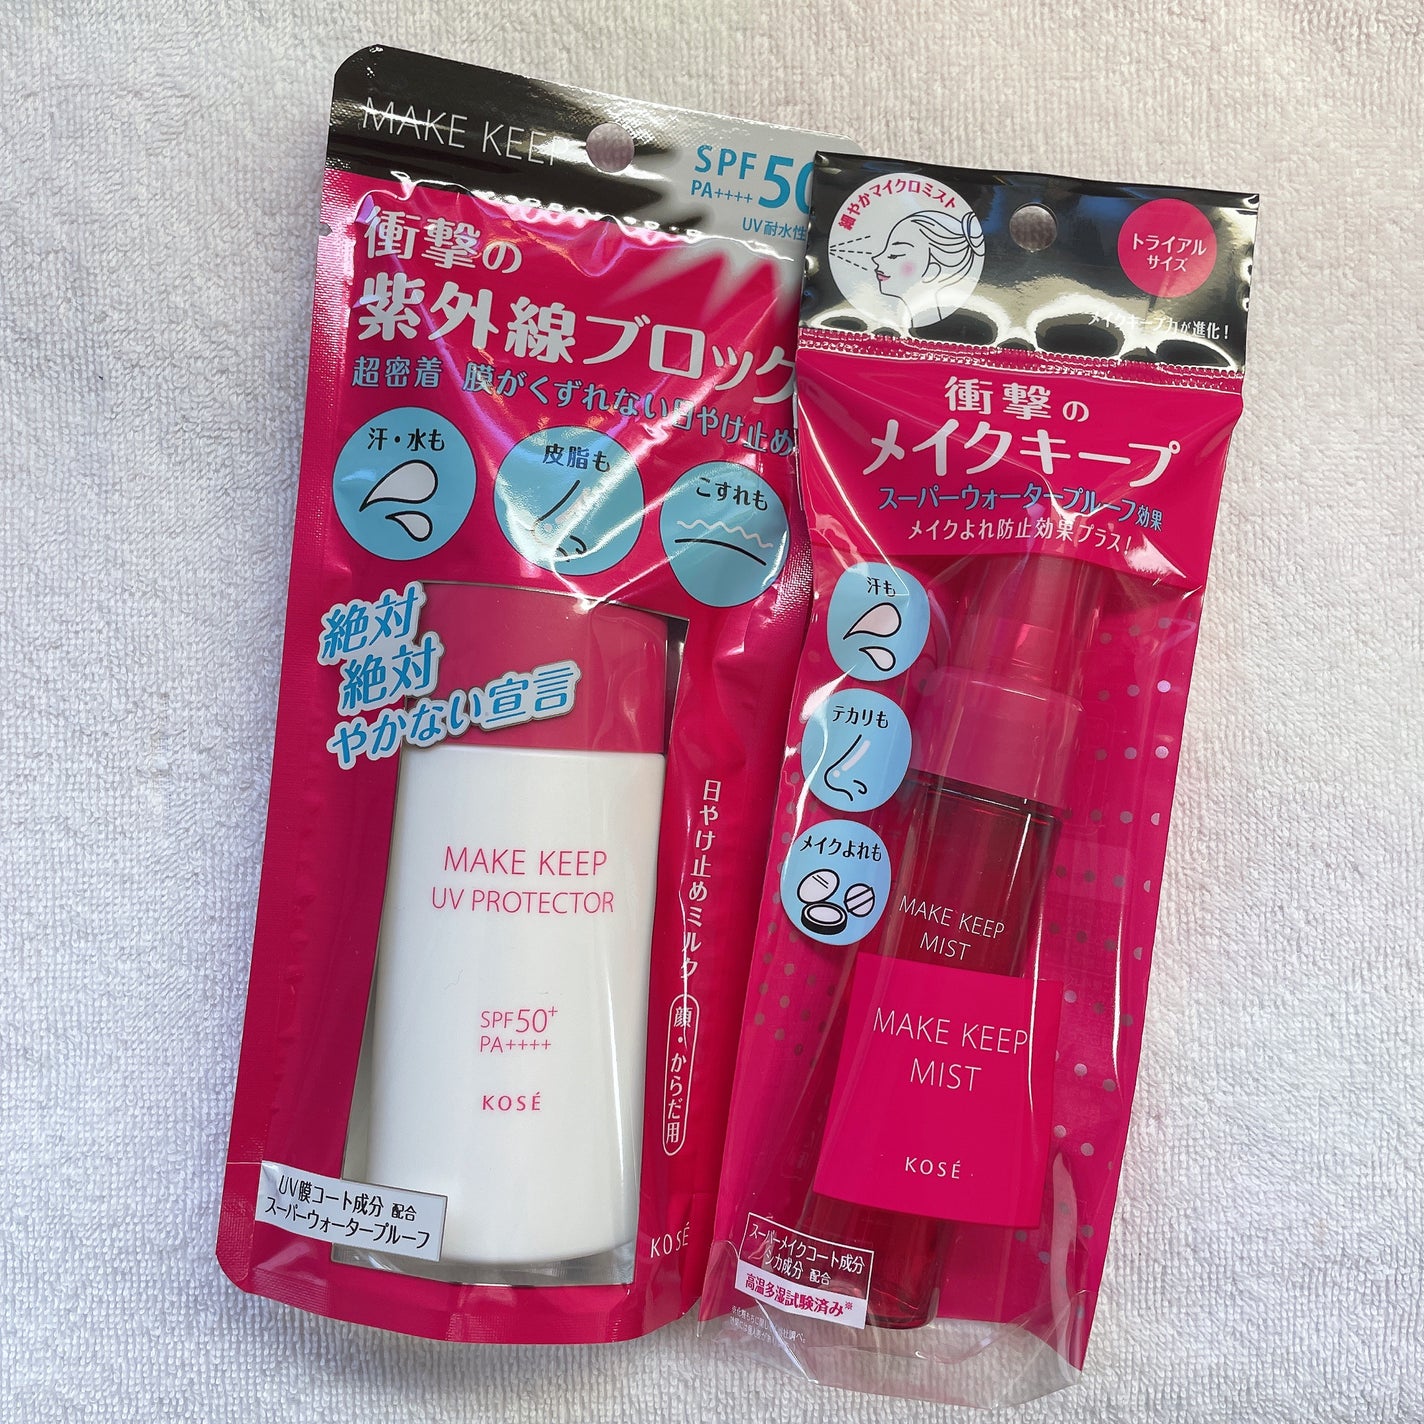 MAKE KEEP
SPF50
PA++++
UV耐水性
衝撃の
紫外線ブロック
超密着 膜がくずれない日やけ止め
汗・水も
皮脂も
こすれも
絶対
絶対
やかない宣言
MAKE KEEP
UV PROTECTOR
SPF50+
PA++++
KOSÉ
日やけ止めミルク 顔・からだ用
UV膜コート成分 配合
スーパーウォータープルーフ
KOSÉ
細やかマイクロミスト
トライアル
サイズ
メイクキープ力が進化!
衝撃の
メイクキープ
スーパーウォータープルーフ効果
メイクよれ防止効果プラス!
汗も
テカリも
メイクよれも
MAKE KEEP
MIST
MAKE KEEP
MIST
KOSÉ
スーパーメイクコート成分
シカ成分 配合
高温多湿試験済み※